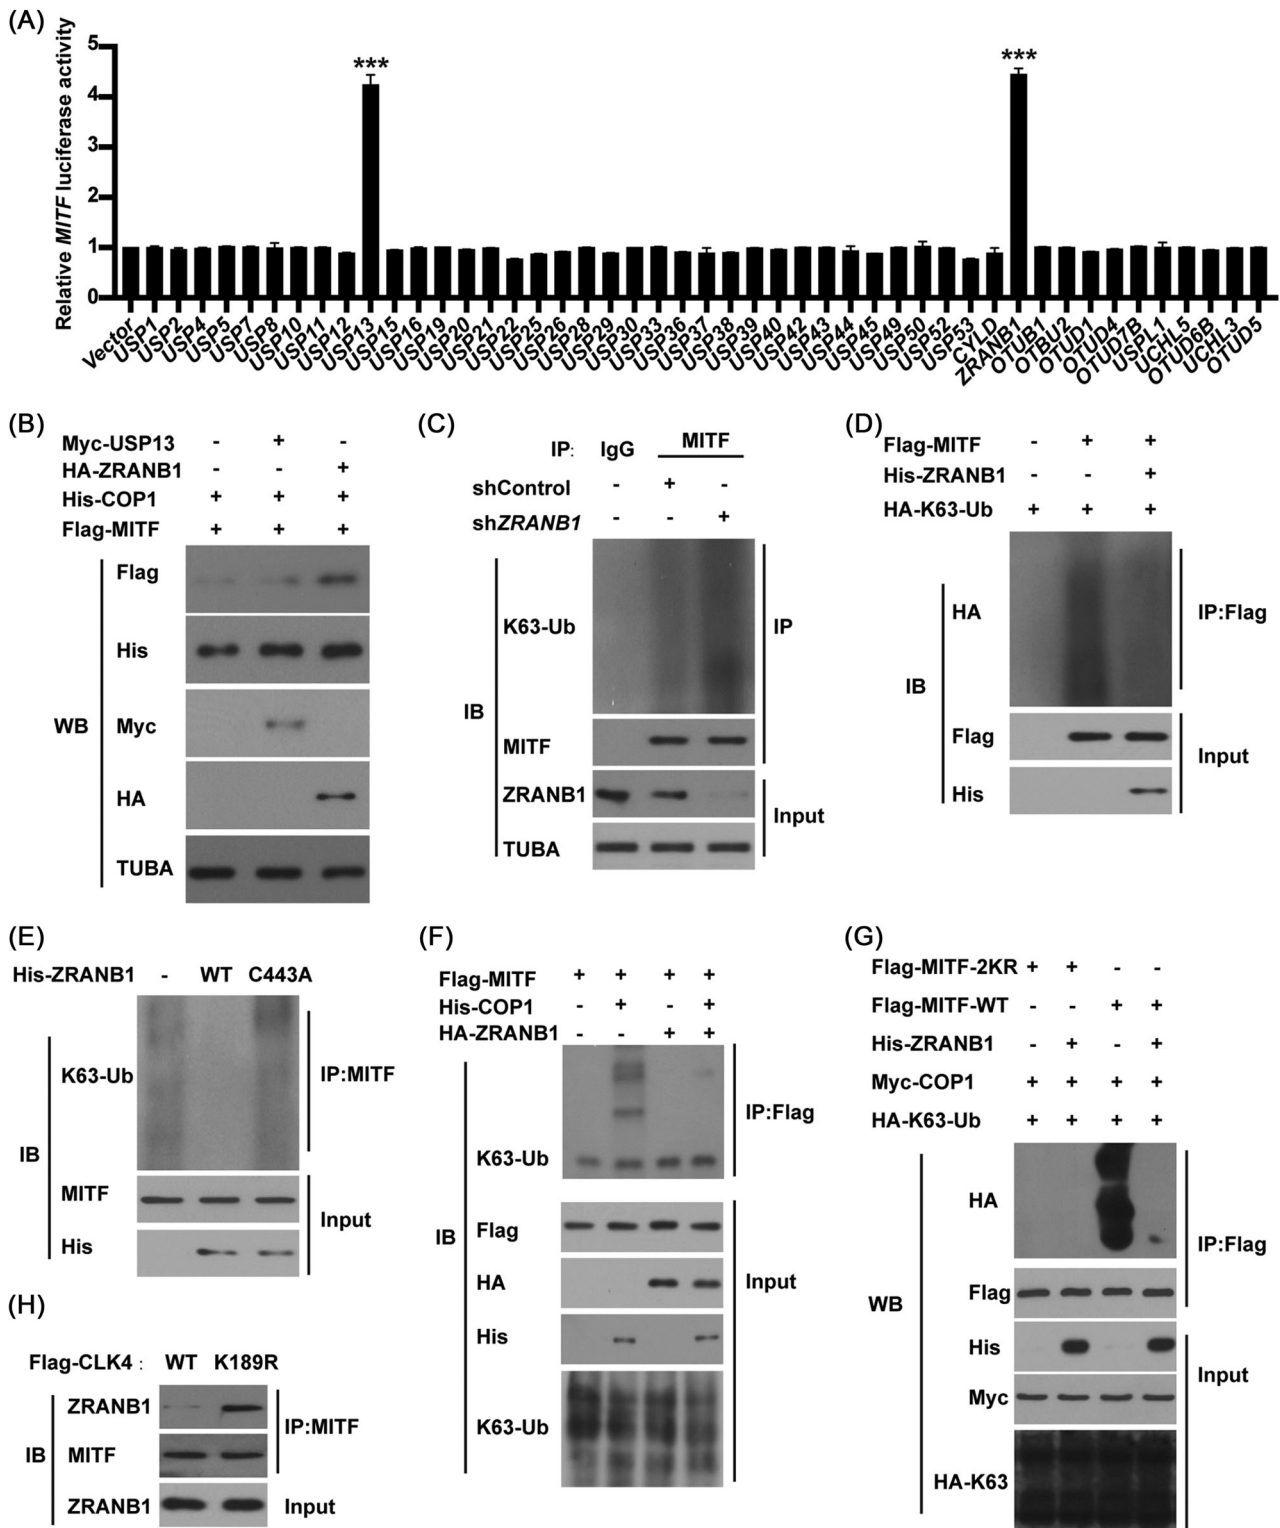 (A)
Relative MITF luciferase activity
5
4
3
2
1
0
***
***
Vector
USP1
USP2
USP4
USP5
USP7
USP8
USP10
USP11
USP12
USP13
USP15
USP16
USP19
USP20
USP21
USP22
USP25
USP26
USP28
USP29
USP30
USP33
USP36
USP37
USP38
USP39
USP40
USP42
USP43
USP44
USP45
USP49
USP50
USP52
USP53
CYLD
ZRANB1
OTUB1
OTBU2
OTUD1
OTUD4
OTUD7B
USPL1
UCHL5
OTUD6B
UCHL3
OTUD5
(B)
Myc-USP13 - + -
HA-ZRANB1 - - +
His-COP1 + + +
Flag-MITF + + +
WB
Flag
His
Myc
HA
TUBA
(C)
IP: IgG MITF
shControl - + -
shZRANB1 - - +
IB
K63-Ub
MITF
ZRANB1
TUBA
IP
Input
(D)
Flag-MITF - + +
His-ZRANB1 - - +
HA-K63-Ub + + +
IB
HA
Flag
His
IP:Flag
Input
(E)
His-ZRANB1 - WT C443A
IB
K63-Ub
MITF
His
IP:MITF
Input
(F)
Flag-MITF + + + +
His-COP1 - + - +
HA-ZRANB1 - - + +
IB
K63-Ub
Flag
HA
His
K63-Ub
IP:Flag
Input
(G)
Flag-MITF-2KR + + - -
Flag-MITF-WT - - + +
His-ZRANB1 - + - +
Myc-COP1 + + + +
HA-K63-Ub + + + +
WB
HA
Flag
His
Myc
HA-K63
IP:Flag
Input
(H)
Flag-CLK4 : WT K189R
IB
ZRANB1
MITF
ZRANB1
IP:MITF
Input